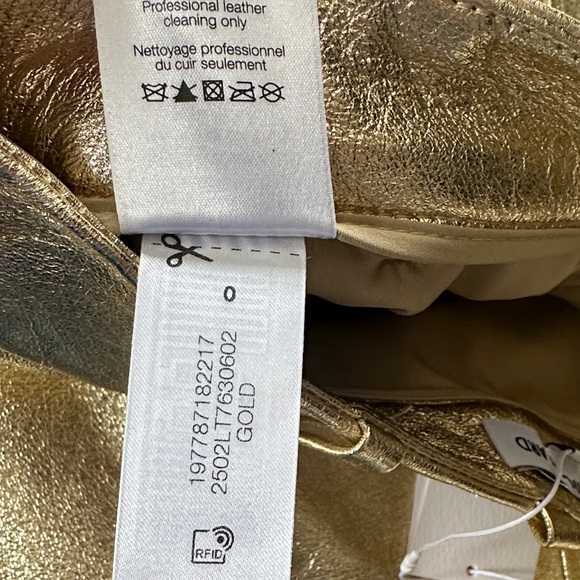 Professional leather
cleaning only
Nettoyage professionnel
du cuir seulement
0
197787182217
2502LT7630602
GOLD
RFID